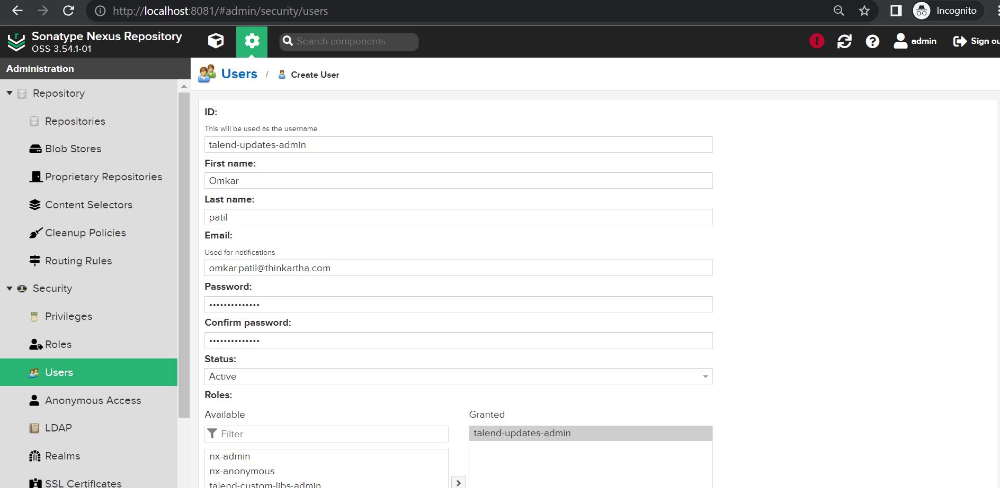 http://localhost:8081/#admin/security/users
Incognito
Sonatype Nexus Repository
OSS 3.54.1-01
Search components
admin
Sign ou
Administration
Users / Create User
Repository
Repositories
Blob Stores
Proprietary Repositories
Content Selectors
Cleanup Policies
Routing Rules
Security
Privileges
Roles
Users
Anonymous Access
LDAP
Realms
SSL Certificates
ID:
This will be used as the username
talend-updates-admin
First name:
Omkar
Last name:
patil
Email:
Used for notifications
omkar.patil@thinkartha.com
Password:
••••••••••••••
Confirm password:
••••••••••••••
Status:
Active
Roles:
Available
Filter
nx-admin
nx-anonymous
talend-custom-libs-admin
Granted
talend-updates-admin